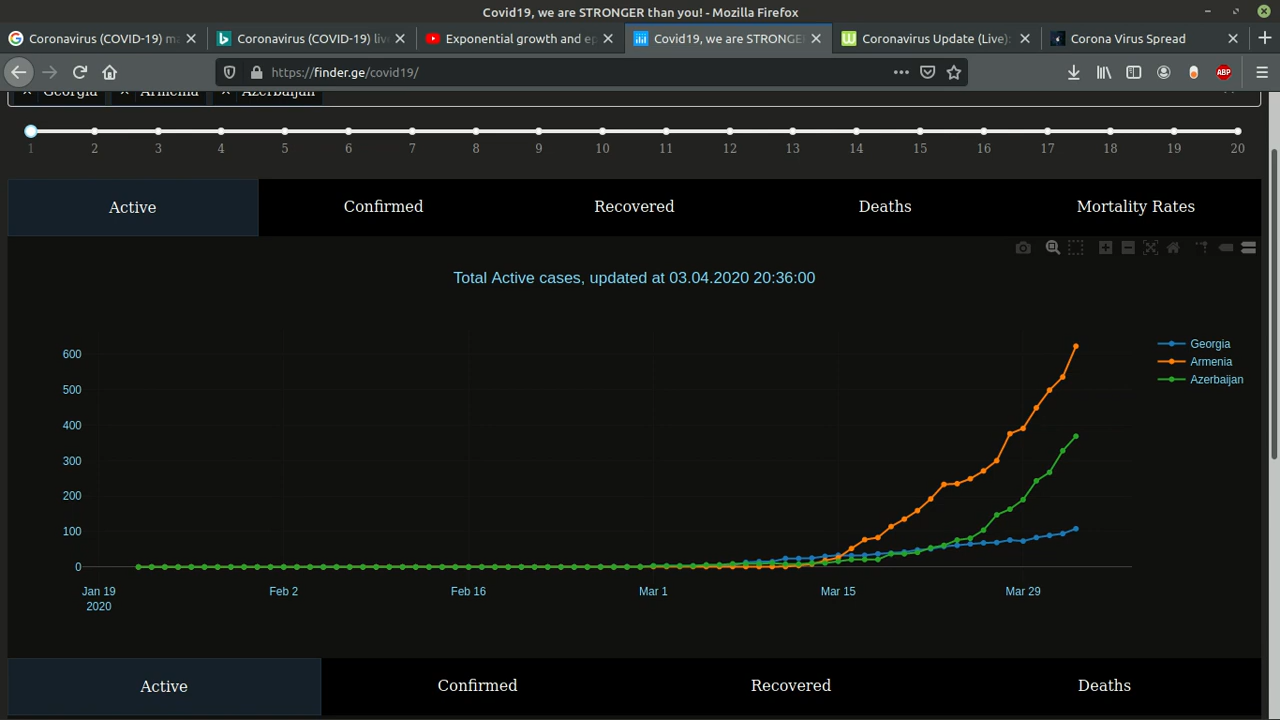 Covid19, we are STRONGER than you! - Mozilla Firefox
Coronavirus (COVID-19) m
Coronavirus (COVID-19) liv
Exponential growth and ep
Covid19, we are STRONGER
Coronavirus Update (Live):
Corona Virus Spread
https://finder.ge/covid19/
ABP
× Georgia × Armenia × Azerbaijan
1 2 3 4 5 6 7 8 9 10 11 12 13 14 15 16 17 18 19 20
Active Confirmed Recovered Deaths Mortality Rates
Total Active cases, updated at 03.04.2020 20:36:00
Georgia
Armenia
Azerbaijan
600
500
400
300
200
100
0
Jan 19 Feb 2 Feb 16 Mar 1 Mar 15 Mar 29
2020
Active Confirmed Recovered Deaths